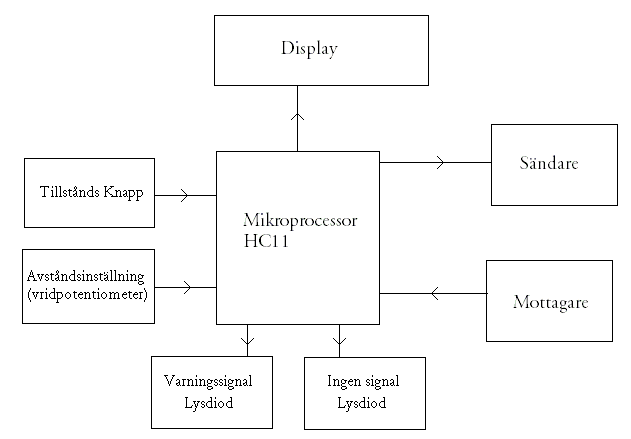 Display
Sändare
Tillstånds Knapp
Mikroprocessor
HC11
Avståndsinställning
(vridpotentiometer)
Mottagare
Varningssignal
Lysdiod
Ingen signal
Lysdiod